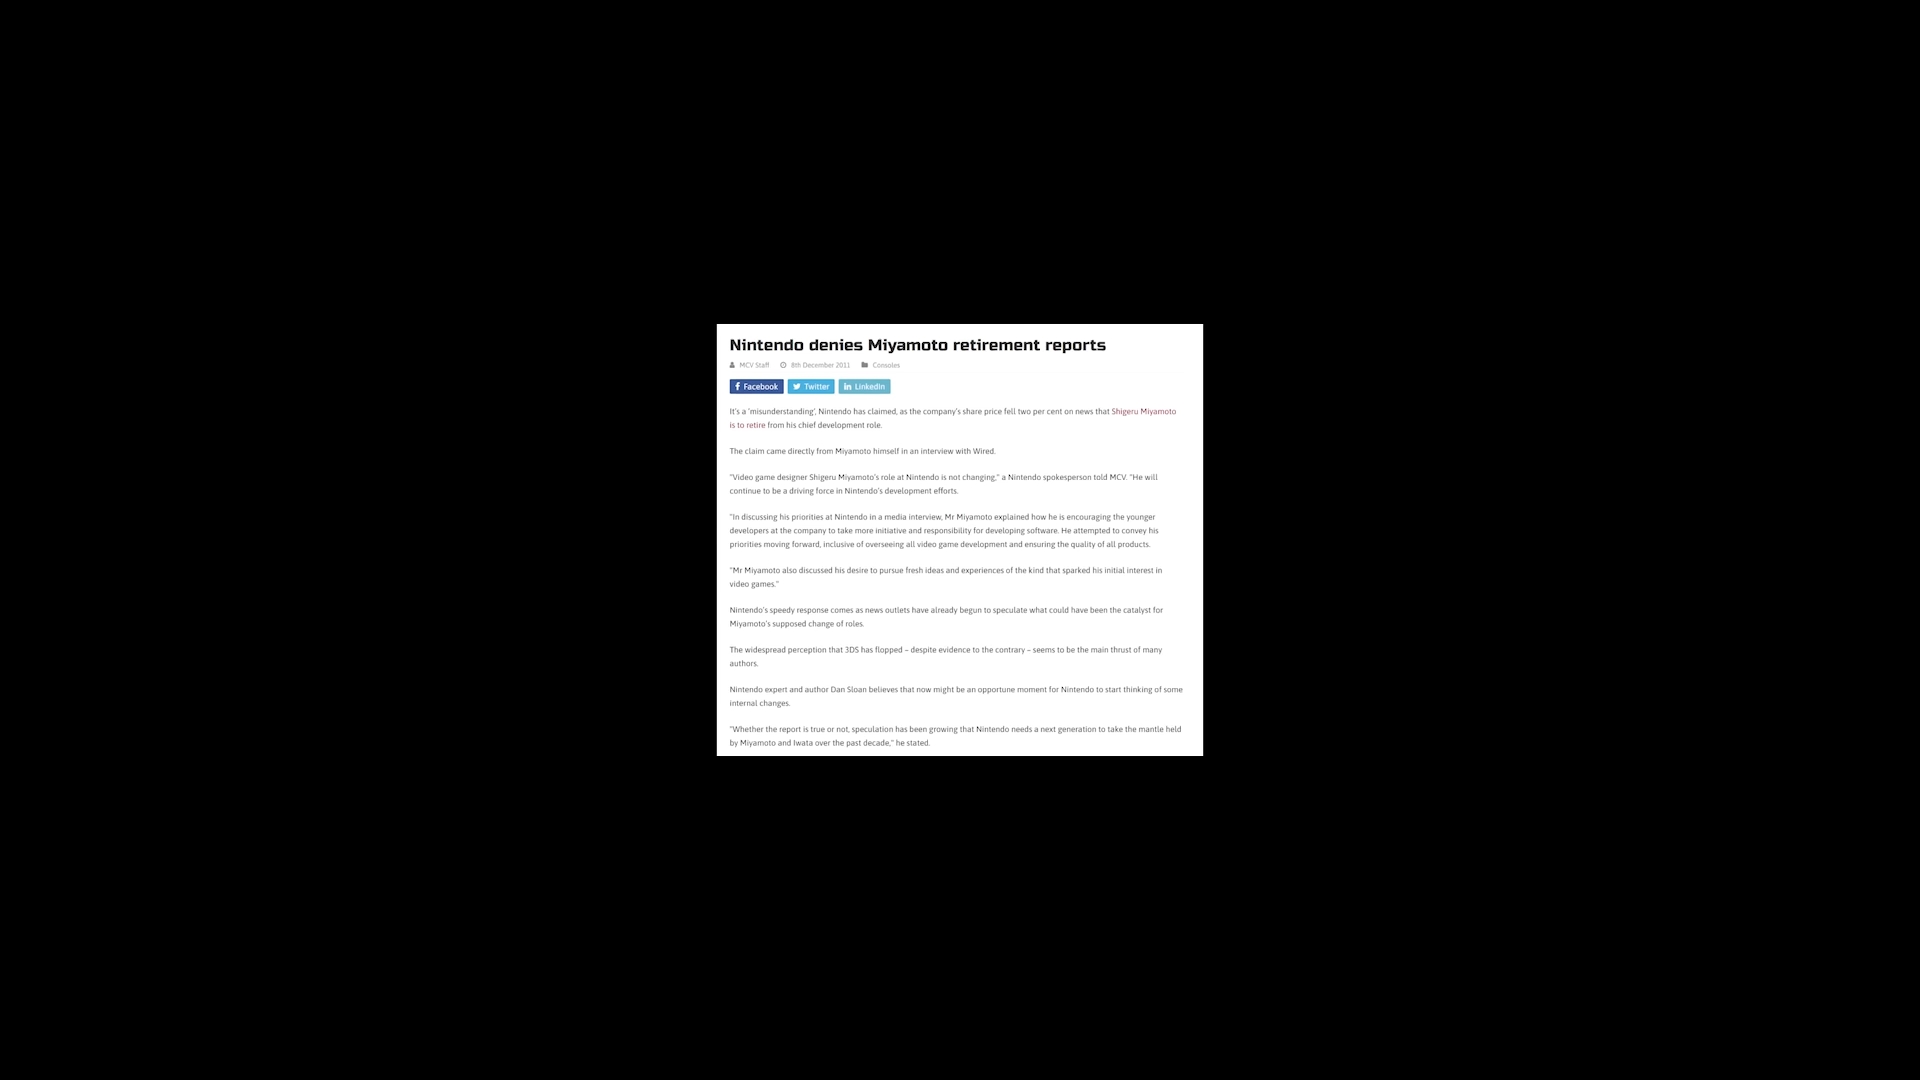 Nintendo denies Miyamoto retirement reports
MCV Staff 8th December 2011 Consoles
Facebook Twitter LinkedIn
It's a 'misunderstanding', Nintendo has claimed, as the company's share price fell two per cent on news that Shigeru Miyamoto
is to retire from his chief development role.
The claim came directly from Miyamoto himself in an interview with Wired.
"Video game designer Shigeru Miyamoto's role at Nintendo is not changing," a Nintendo spokesperson told MCV. "He will
continue to be a driving force in Nintendo's development efforts.
"In discussing his priorities at Nintendo in a media interview, Mr Miyamoto explained how he is encouraging the younger
developers at the company to take more initiative and responsibility for developing software. He attempted to convey his
priorities moving forward, inclusive of overseeing all video game development and ensuring the quality of all products.
"Mr Miyamoto also discussed his desire to pursue fresh ideas and experiences of the kind that sparked his initial interest in
video games."
Nintendo's speedy response comes as news outlets have already begun to speculate what could have been the catalyst for
Miyamoto's supposed change of roles.
The widespread perception that 3DS has flopped – despite evidence to the contrary – seems to be the main thrust of many
authors.
Nintendo expert and author Dan Sloan believes that now might be an opportune moment for Nintendo to start thinking of some
internal changes.
"Whether the report is true or not, speculation has been growing that Nintendo needs a next generation to take the mantle held
by Miyamoto and Iwata over the past decade," he stated.